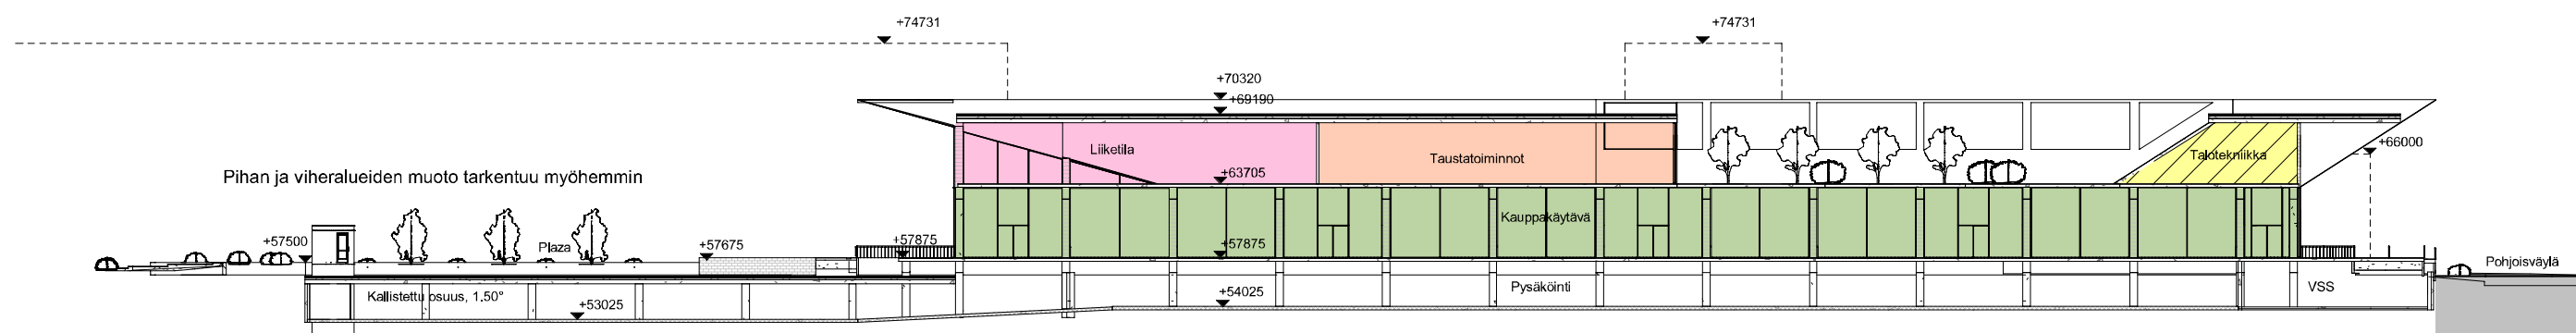 +74731
+74731
+70320
+69190
+66000
Liiketila
Taustatoiminnot
Talotekniikka
+63705
Pihan ja viheralueiden muoto tarkentuu myöhemmin
Kauppakäytävä
+57500
Plaza
+57675
+57875
+57875
Pohjoisväylä
Kallistettu osuus, 1,50°
+53025
+54025
Pysäköinti
VSS